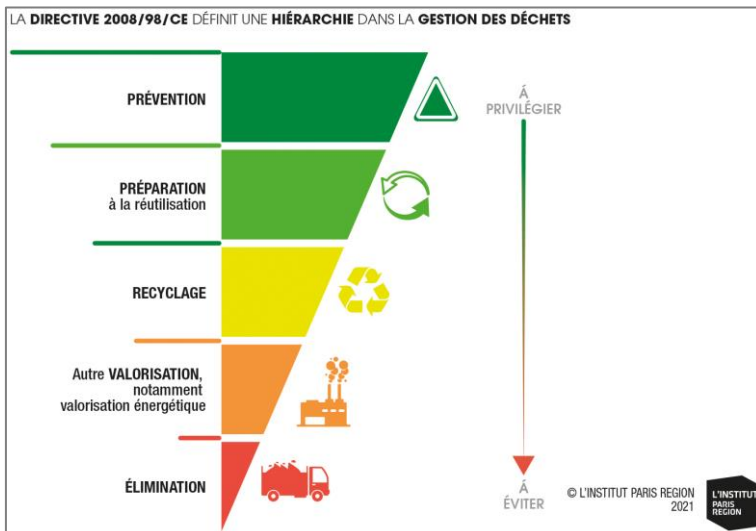 LA DIRECTIVE 2008/98/CE DÉFINIT UNE HIÉRARCHIE DANS LA GESTION DES DÉCHETS
PRÉVENTION
Á
PRIVILÉGIER
PRÉPARATION
à la réutilisation
RECYCLAGE
Autre VALORISATION,
notamment
valorisation énergétique
ÉLIMINATION
Á
ÉVITER
© L'INSTITUT PARIS REGION
2021
L'INSTITUT
PARIS
REGION